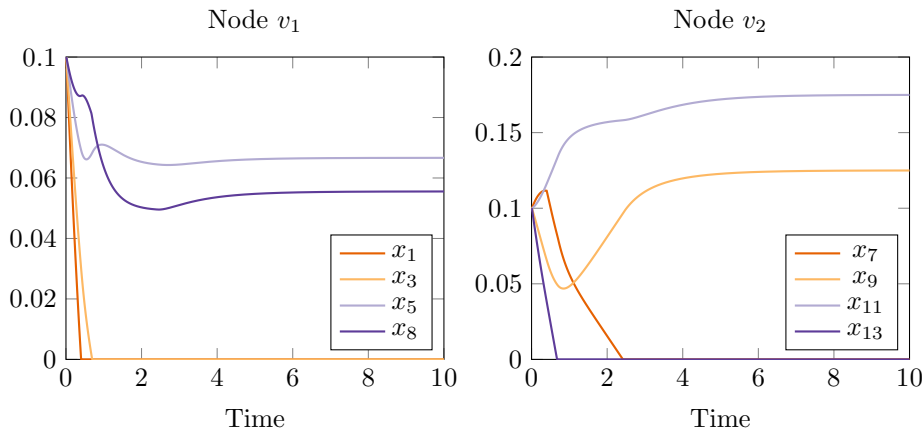 Node v₁
0.1
0.08
0.06
0.04
0.02
0
0 2 4 6 8 10
Time
x₁
x₃
x₅
x₈
Node v₂
0.2
0.15
0.1
0.05
0
0 2 4 6 8 10
Time
x₇
x₉
x₁₁
x₁₃